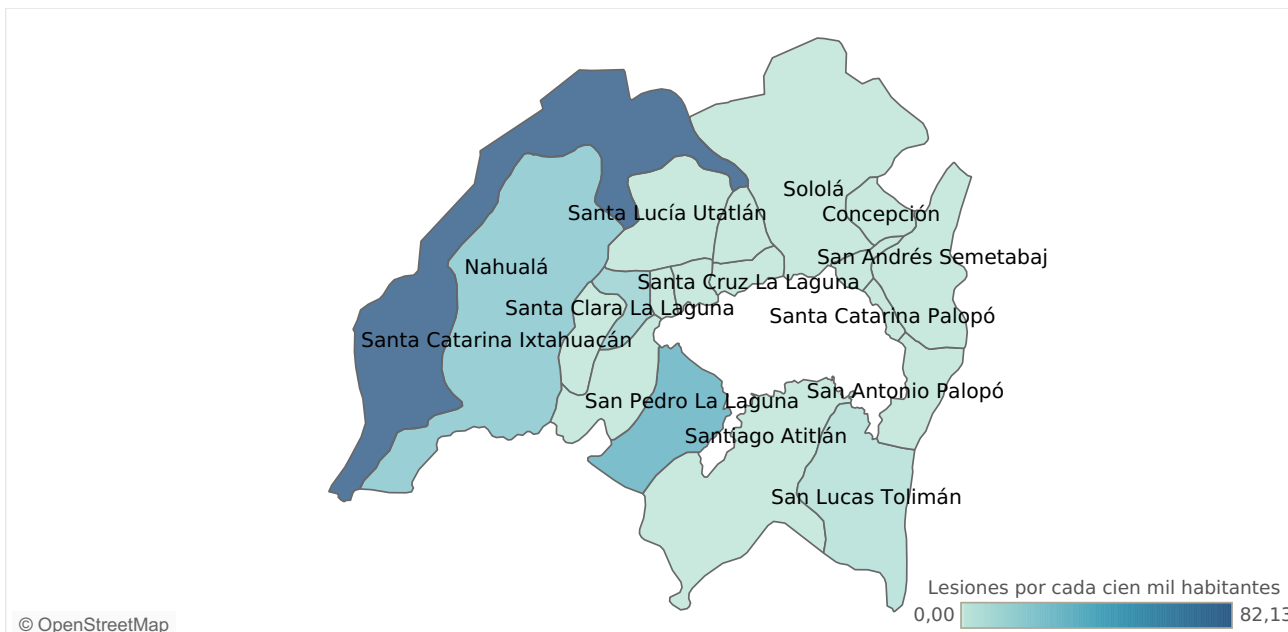 Sololá
Santa Lucía Utatlán
Concepción
San Andrés Semetabaj
Nahualá
Santa Cruz La Laguna
Santa Clara La Laguna
Santa Catarina Palopó
Santa Catarina Ixtahuacán
San Antonio Palopó
San Pedro La Laguna
Santiago Atitlán
San Lucas Tolimán
Lesiones por cada cien mil habitantes
0,00
82,13
© OpenStreetMap